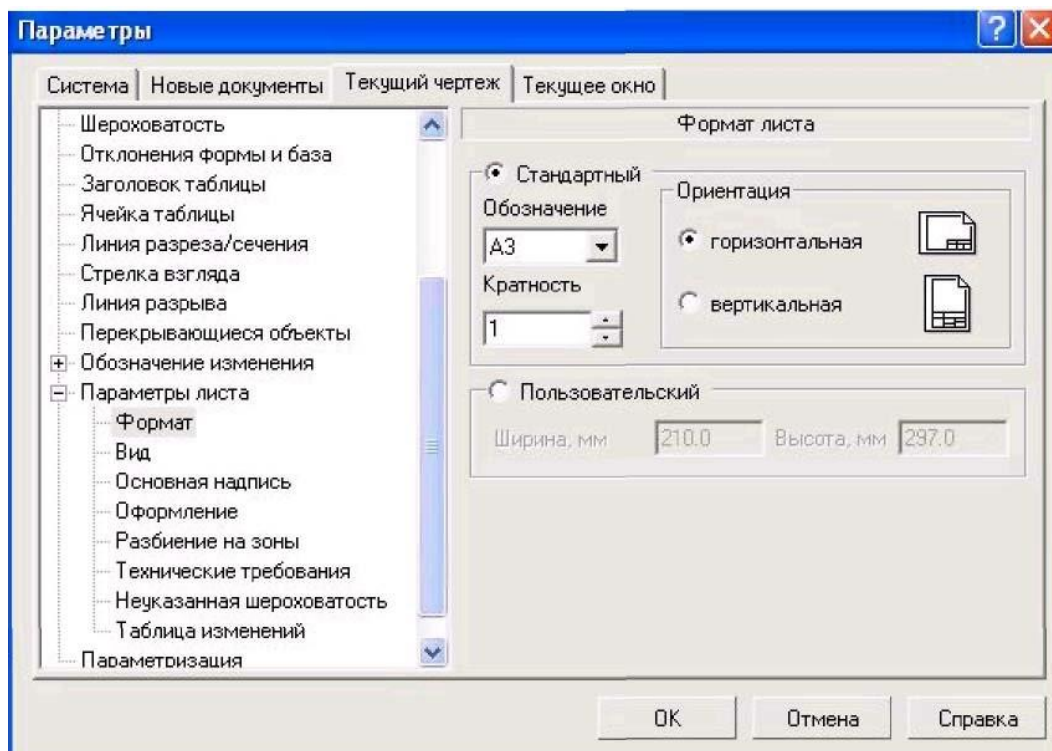 Параметры
Система
Новые документы
Текущий чертеж
Текущее окно
Шероховатость
Отклонения формы и база
Заголовок таблицы
Ячейка таблицы
Линия разреза/сечения
Стрелка взгляда
Линия разрыва
Перекрывающиеся объекты
Обозначение изменения
Параметры листа
Формат
Вид
Основная надпись
Оформление
Разбиение на зоны
Технические требования
Неуказанная шероховатость
Таблица изменений
Параметризация
Формат листа
Стандартный
Обозначение
A3
Кратность
1
Ориентация
горизонтальная
вертикальная
Пользовательский
Ширина, мм 210.0 Высота, мм 297.0
OK
Отмена
Справка